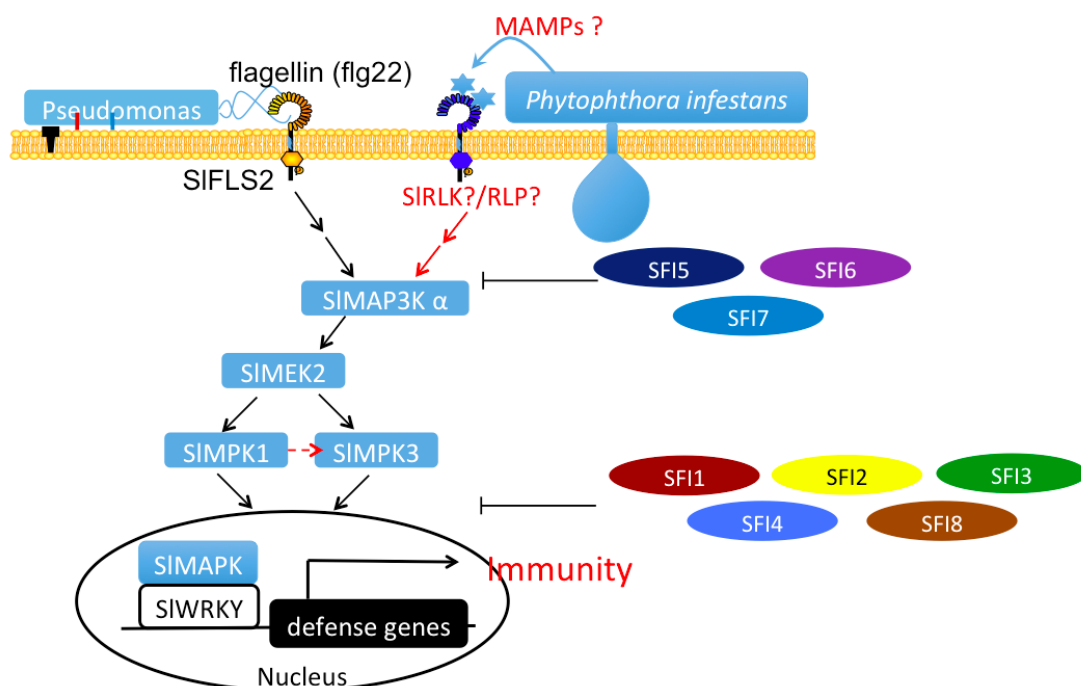 MAMPs ?
flagellin (flg22)
Pseudomonas
Phytophthora infestans
SlFLS2
SlRLK?/RLP?
SFI5
SFI6
SlMAP3K α
SFI7
SlMEK2
SlMPK1
SlMPK3
SFI1
SFI2
SFI3
SFI4
SFI8
SlMAPK
Immunity
SlWRKY
defense genes
Nucleus